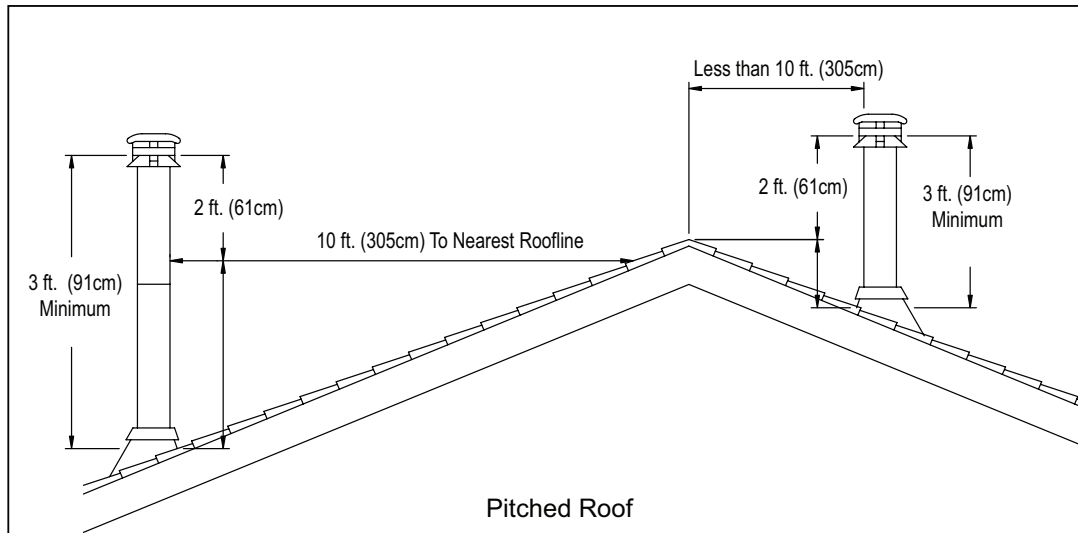 Less than 10 ft. (305cm)
2 ft. (61cm)
2 ft. (61cm)
3 ft. (91cm)
Minimum
10 ft. (305cm) To Nearest Roofline
3 ft. (91cm)
Minimum
Pitched Roof